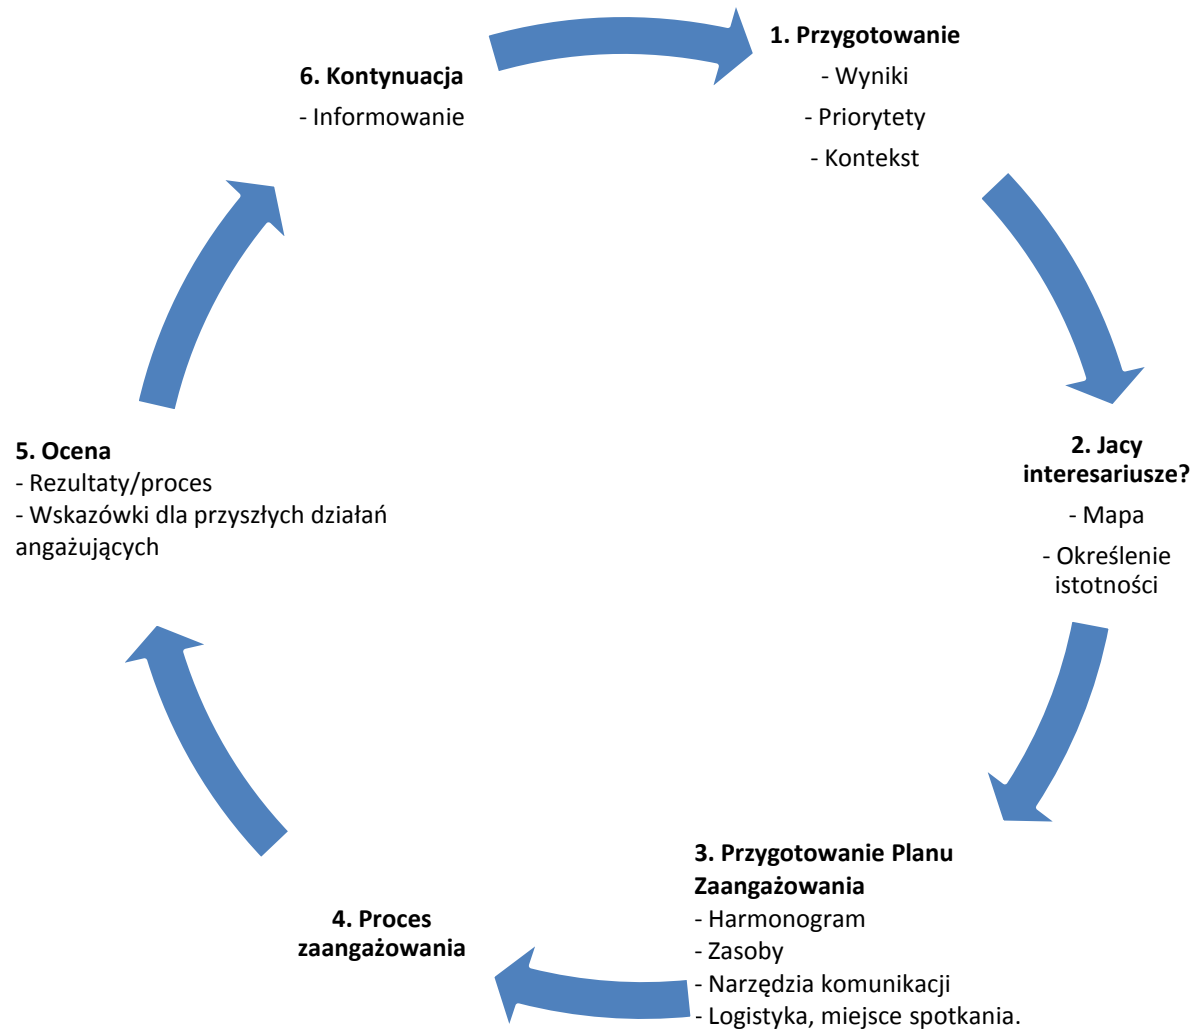 1. Przygotowanie
- Wyniki
- Priorytety
- Kontekst
2. Jacy
interesariusze?
- Mapa
- Określenie
istotności
3. Przygotowanie Planu
Zaangażowania
- Harmonogram
- Zasoby
- Narzędzia komunikacji
- Logistyka, miejsce spotkania.
4. Proces
zaangażowania
5. Ocena
- Rezultaty/proces
- Wskazówki dla przyszłych działań
angażujących
6. Kontynuacja
- Informowanie